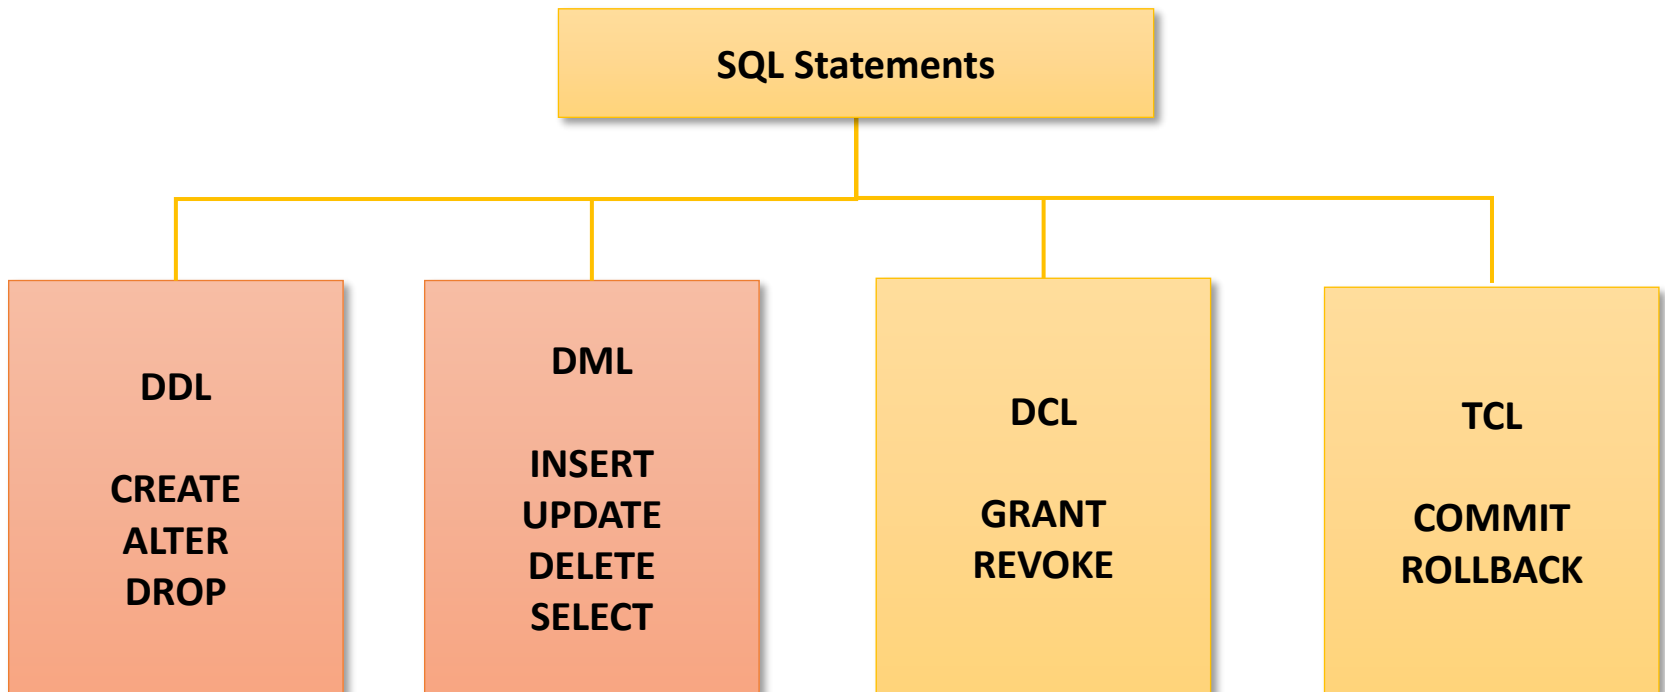 SQL Statements
DDL
CREATE
ALTER
DROP
DML
INSERT
UPDATE
DELETE
SELECT
DCL
GRANT
REVOKE
TCL
COMMIT
ROLLBACK